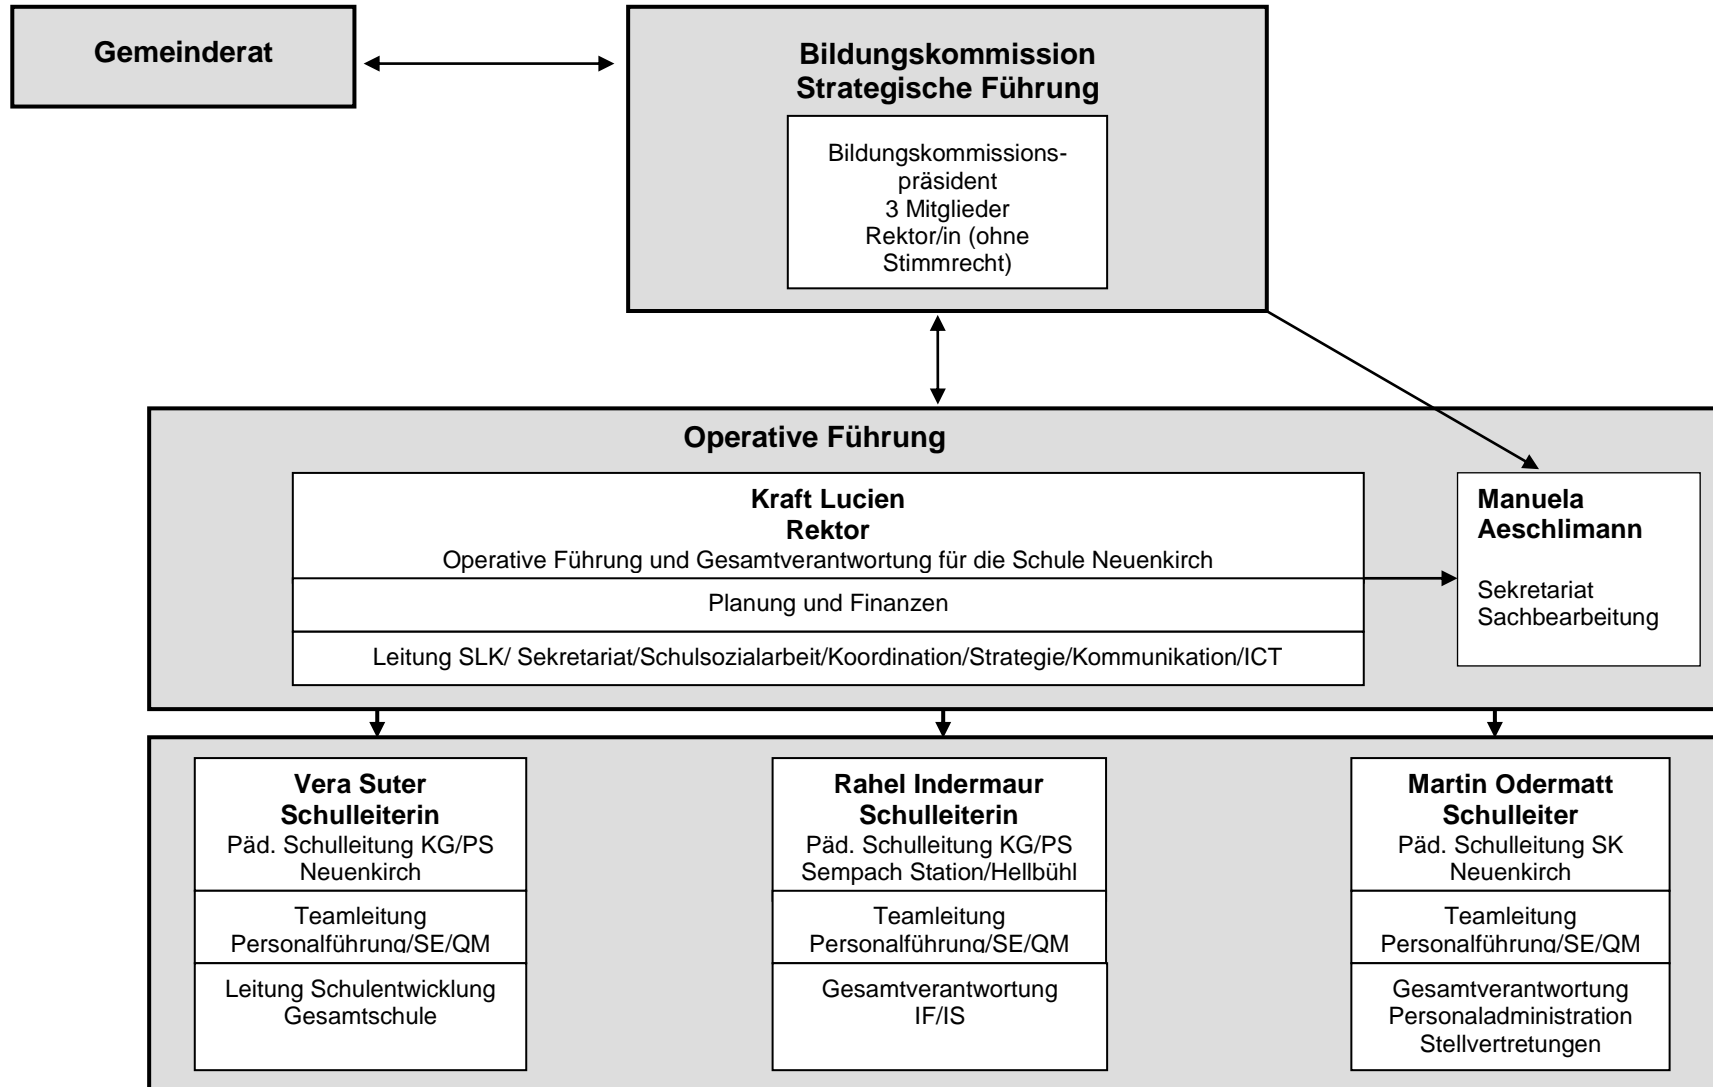 Gemeinderat
Bildungskommission
Strategische Führung
Bildungskommissions-
präsident
3 Mitglieder
Rektor/in (ohne
Stimmrecht)
Operative Führung
Kraft Lucien
Rektor
Operative Führung und Gesamtverantwortung für die Schule Neuenkirch
Planung und Finanzen
Leitung SLK/ Sekretariat/Schulsozialarbeit/Koordination/Strategie/Kommunikation/ICT
Manuela
Aeschlimann
Sekretariat
Sachbearbeitung
Vera Suter
Schulleiterin
Päd. Schulleitung KG/PS
Neuenkirch
Teamleitung
Personalführung/SE/QM
Leitung Schulentwicklung
Gesamtschule
Rahel Indermaur
Schulleiterin
Päd. Schulleitung KG/PS
Sempach Station/Hellbühl
Teamleitung
Personalführung/SE/QM
Gesamtverantwortung
IF/IS
Martin Odermatt
Schulleiter
Päd. Schulleitung SK
Neuenkirch
Teamleitung
Personalführung/SE/QM
Gesamtverantwortung
Personaladministration
Stellvertretungen